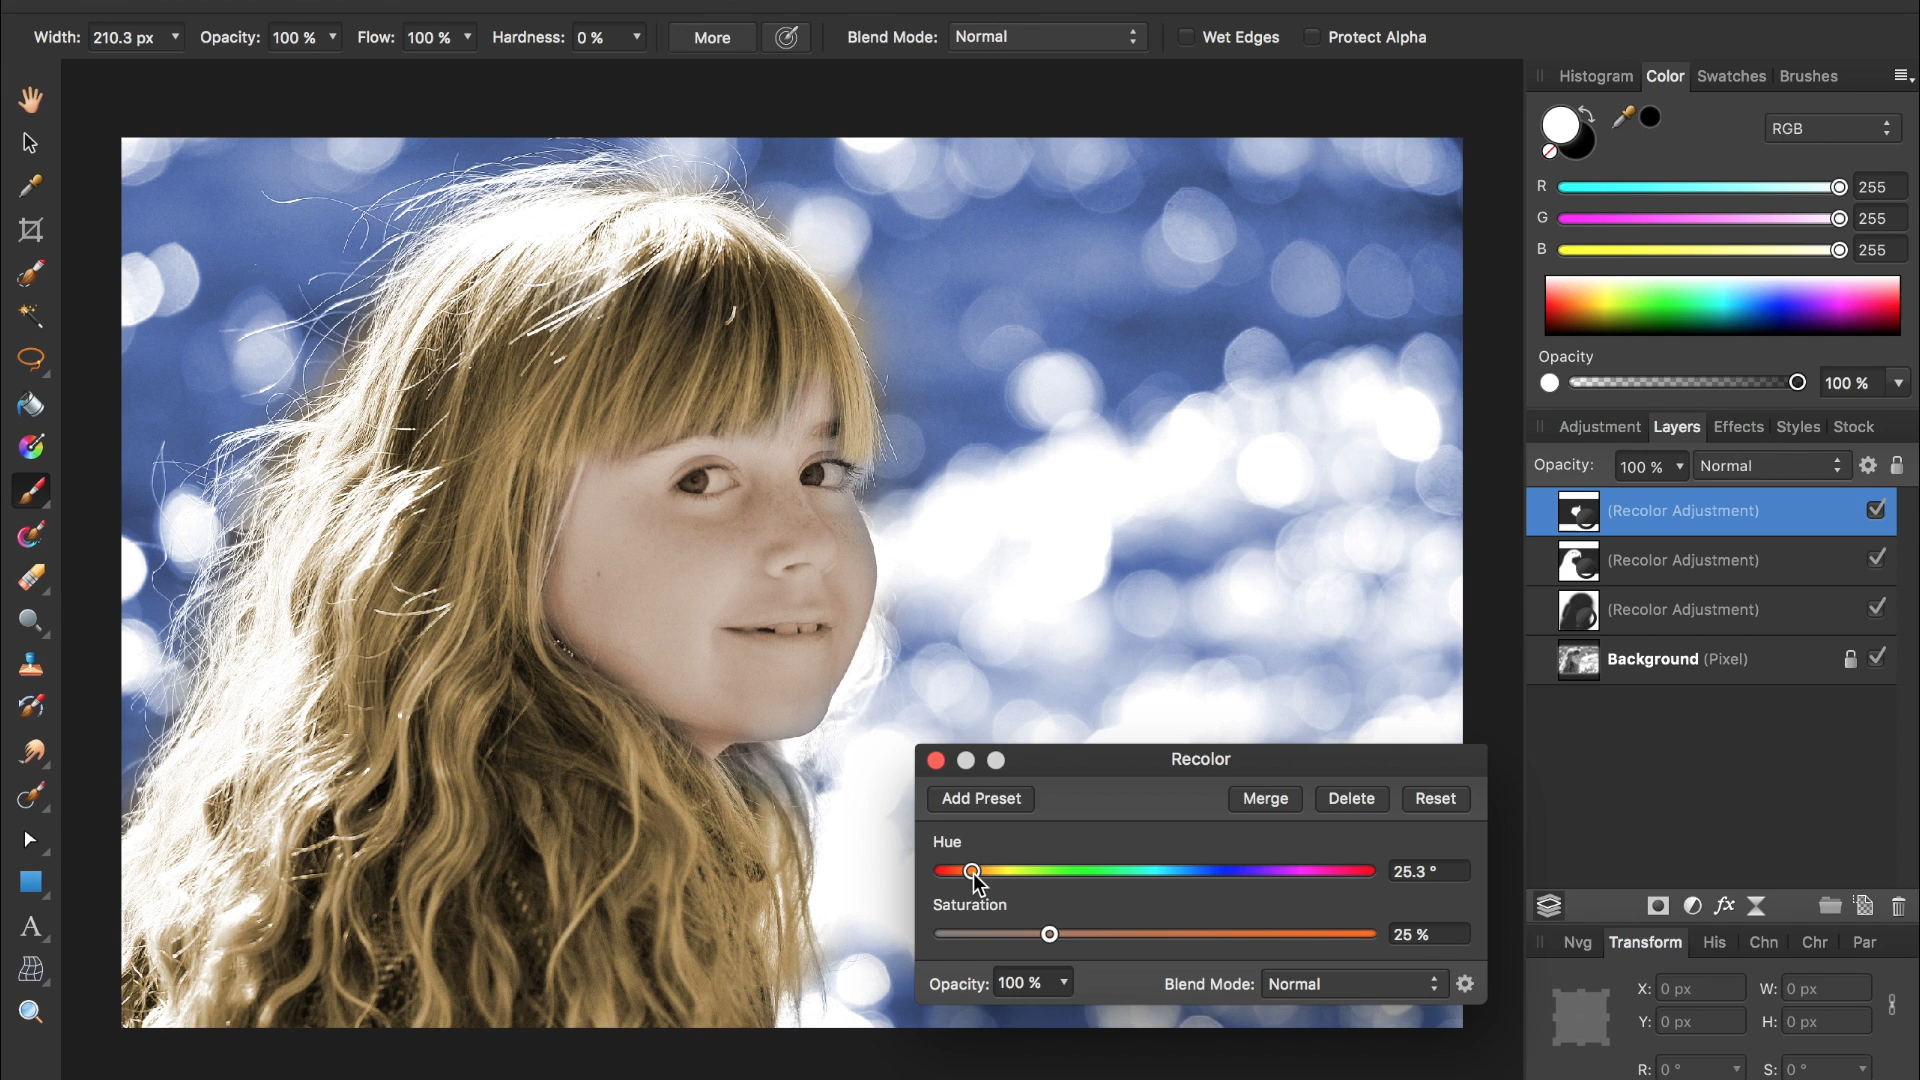 Width: 210.3 px Opacity: 100 % Flow: 100 % Hardness: 0 % More Blend Mode: Normal Wet Edges Protect Alpha
Histogram Color Swatches Brushes
RGB
R 255
G 255
B 255
Opacity
100 %
Adjustment Layers Effects Styles Stock
Opacity: 100 % Normal
(Recolor Adjustment)
(Recolor Adjustment)
(Recolor Adjustment)
Background (Pixel)
Recolor
Add Preset Merge Delete Reset
Hue
25.3 °
Saturation
25 %
Opacity: 100 % Blend Mode: Normal
fx
A
Nvg Transform His Chn Chr Par
X: 0 px W: 0 px
Y: 0 px H: 0 px
R: 0 ° S: 0 °